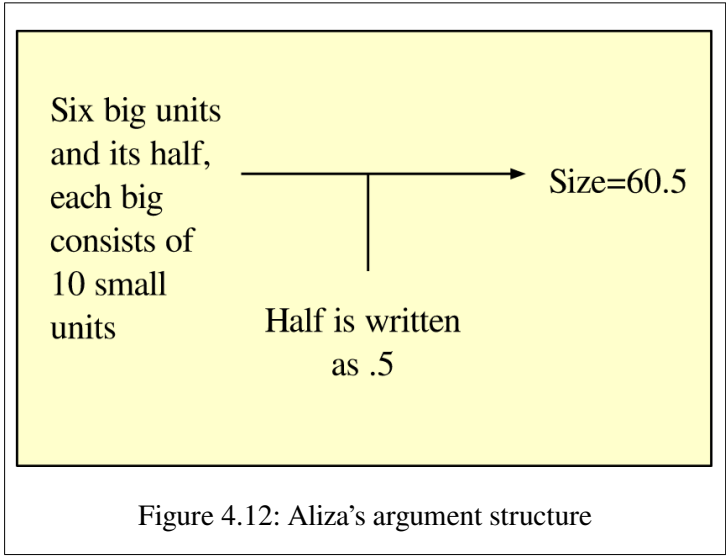 Six big units
and its half,
each big
consists of
10 small
units
Size=60.5
Half is written
as .5
Figure 4.12: Aliza’s argument structure